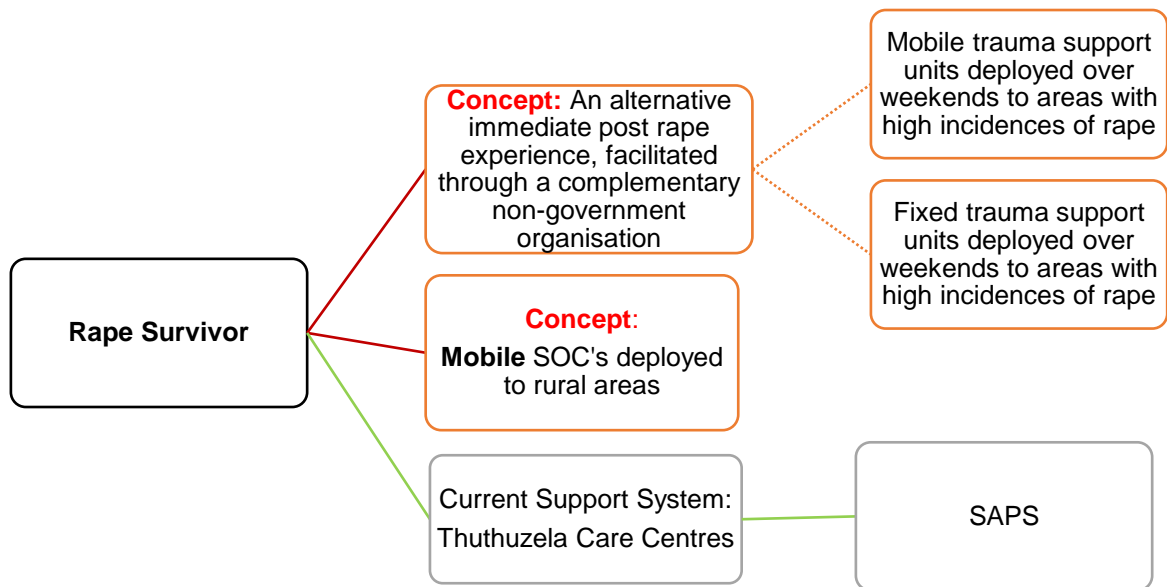 Rape Survivor
Concept: An alternative
immediate post rape
experience, facilitated
through a complementary
non-government
organisation
Mobile trauma support
units deployed over
weekends to areas with
high incidences of rape
Fixed trauma support
units deployed over
weekends to areas with
high incidences of rape
Concept:
Mobile SOC's deployed
to rural areas
Current Support System:
Thuthuzela Care Centres
SAPS